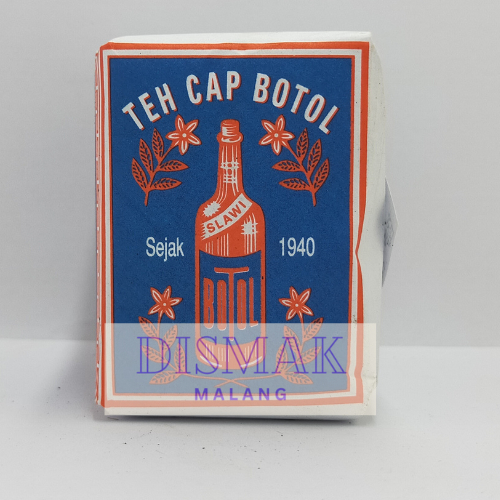 TEH CAP BOTOL
SLAWI
Sejak 1940
BOTOL
DISMAK
MALANG